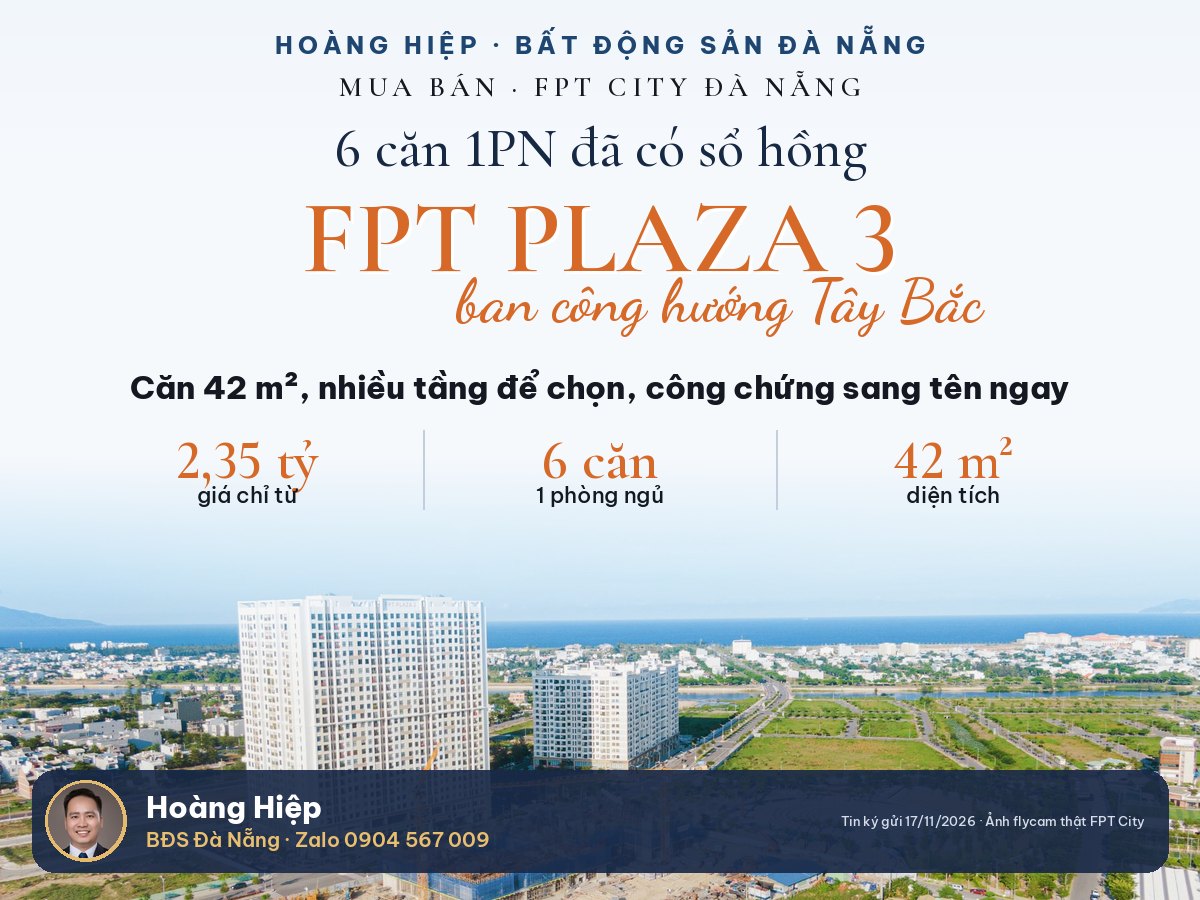 HOÀNG HIỆP · BẤT ĐỘNG SẢN ĐÀ NẴNG
MUA BÁN · FPT CITY ĐÀ NẴNG
6 căn 1PN đã có sổ hồng
FPT PLAZA 3
ban công hướng Tây Bắc
Căn 42 m², nhiều tầng để chọn, công chứng sang tên ngay
2,35 tỷ
giá chỉ từ
6 căn
1 phòng ngủ
42 m²
diện tích
Hoàng Hiệp
BĐS Đà Nẵng · Zalo 0904 567 009
Tin ký gửi 17/11/2026 · Ảnh flycam thật FPT City